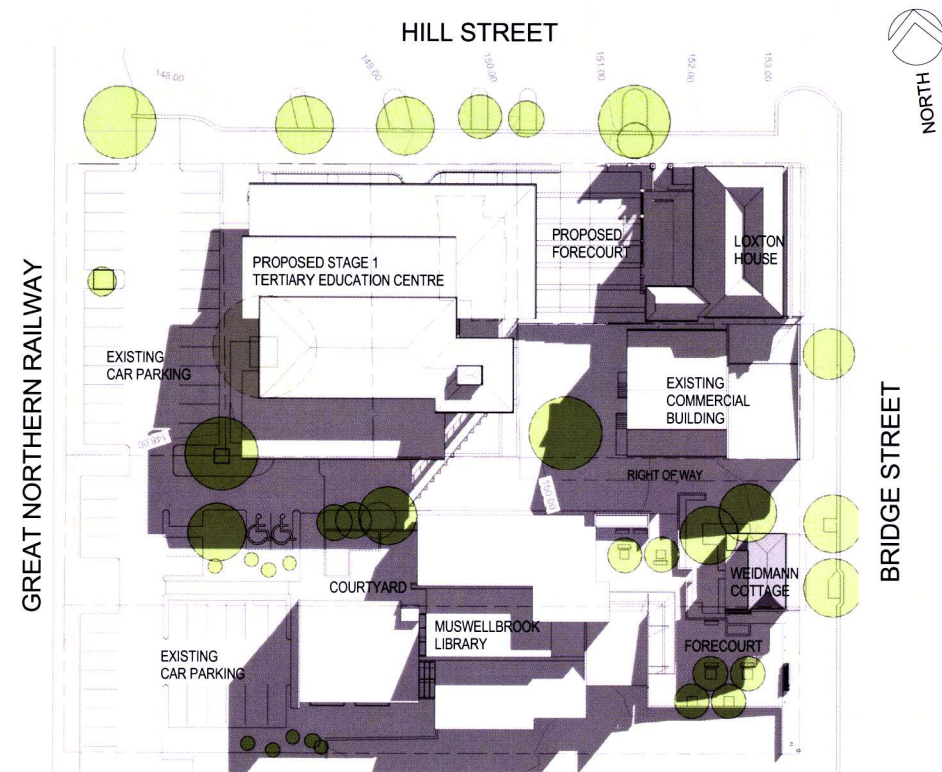 HILL STREET
NORTH
148.00
149.00
150.00
151.00
152.00
153.00
PROPOSED
FORECOURT
LOXTON
HOUSE
PROPOSED STAGE 1
TERTIARY EDUCATION CENTRE
GREAT NORTHERN RAILWAY
EXISTING
CAR PARKING
EXISTING
COMMERCIAL
BUILDING
BRIDGE STREET
148.00
RIGHT OF WAY
150.00
COURTYARD
WEIDMANN
COTTAGE
MUSWELLBROOK
LIBRARY
FORECOURT
EXISTING
CAR PARKING